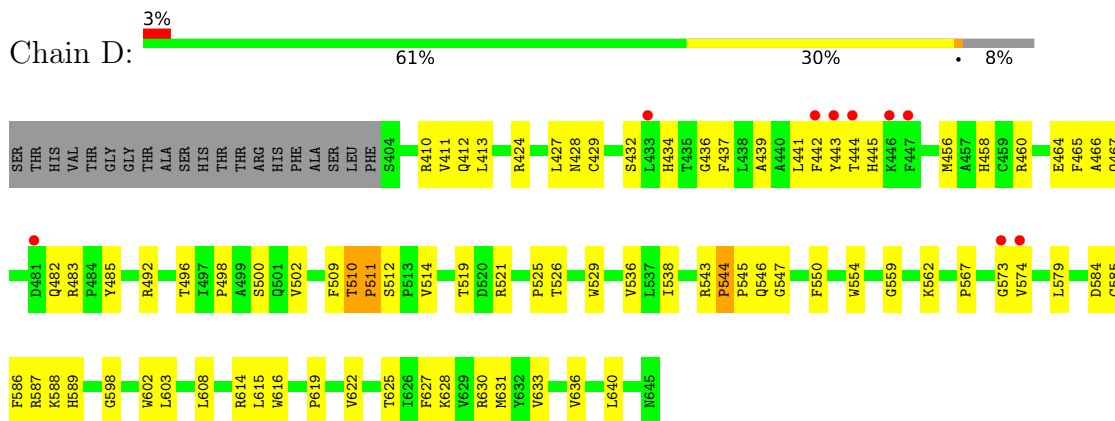 3%
Chain D:
61% 30% • 8%
SER THR HIS VAL THR GLY GLY THR ALA SER HIS THR THR ARG HIS PHE ALA SER LEU PHE S404 R410 V411 Q412 L413 R424 L427 N428 C429 S432 L433 H434 T435 G436 F437 L438 A439 A440 L441 F442 Y443 T444 H445 K446 F447 M456 A457 H458 C459 R460 E464 F465 A466 Q467
D481 Q482 R483 P484 Y485 R492 T496 I497 P498 A499 S500 Q501 V502 F509 T510 P511 S512 P513 V514 T519 D520 R521 P525 T526 W529 V536 L537 I538 R543 P544 P545 Q546 G547 F550 W554 G559 K562 P567 G573 V574 L579 D584 C585
F586 R587 K588 H589 G598 W602 L603 L608 R614 L615 W616 P619 V622 T625 I626 F627 K628 V629 R630 M631 Y632 V633 V636 L640 N645